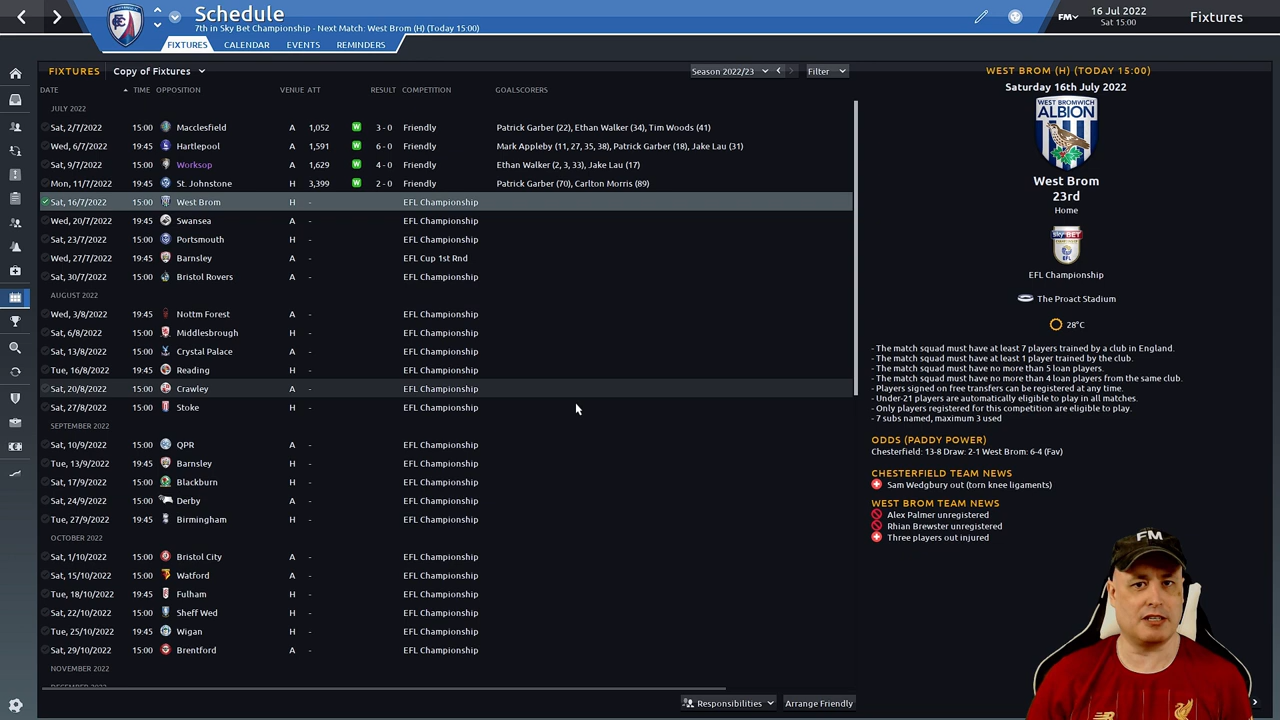 Schedule
7th in Sky Bet Championship - Next Match: West Brom (H) (Today 15:00)
FM
16 Jul 2022
Sat 15:00
Fixtures
FIXTURES CALENDAR EVENTS REMINDERS
FIXTURES Copy of Fixtures Season 2022/23 Filter
DATE TIME OPPOSITION VENUE ATT RESULT COMPETITION GOALSCORERS
JULY 2022
Sat, 2/7/2022 15:00 Macclesfield A 1,052 W 3 - 0 Friendly Patrick Garber (22), Ethan Walker (34), Tim Woods (41)
Wed, 6/7/2022 19:45 Hartlepool A 1,591 W 6 - 0 Friendly Mark Appleby (11, 27, 35, 38), Patrick Garber (18), Jake Lau (31)
Sat, 9/7/2022 15:00 Worksop A 1,629 W 4 - 0 Friendly Ethan Walker (2, 3, 33), Jake Lau (17)
Mon, 11/7/2022 19:45 St. Johnstone H 3,399 W 2 - 0 Friendly Patrick Garber (70), Carlton Morris (89)
Sat, 16/7/2022 15:00 West Brom H - EFL Championship
Wed, 20/7/2022 19:45 Swansea A - EFL Championship
Sat, 23/7/2022 15:00 Portsmouth H - EFL Championship
Wed, 27/7/2022 19:45 Barnsley A - EFL Cup 1st Rnd
Sat, 30/7/2022 15:00 Bristol Rovers A - EFL Championship
AUGUST 2022
Wed, 3/8/2022 19:45 Nottm Forest A - EFL Championship
Sat, 6/8/2022 15:00 Middlesbrough H - EFL Championship
Sat, 13/8/2022 15:00 Crystal Palace A - EFL Championship
Tue, 16/8/2022 19:45 Reading H - EFL Championship
Sat, 20/8/2022 15:00 Crawley A - EFL Championship
Sat, 27/8/2022 15:00 Stoke H - EFL Championship
SEPTEMBER 2022
Sat, 10/9/2022 15:00 QPR A - EFL Championship
Tue, 13/9/2022 19:45 Barnsley H - EFL Championship
Sat, 17/9/2022 15:00 Blackburn H - EFL Championship
Sat, 24/9/2022 15:00 Derby A - EFL Championship
Tue, 27/9/2022 19:45 Birmingham H - EFL Championship
OCTOBER 2022
Sat, 1/10/2022 15:00 Bristol City A - EFL Championship
Sat, 15/10/2022 15:00 Watford A - EFL Championship
Tue, 18/10/2022 19:45 Fulham H - EFL Championship
Sat, 22/10/2022 15:00 Sheff Wed H - EFL Championship
Tue, 25/10/2022 19:45 Wigan H - EFL Championship
Sat, 29/10/2022 15:00 Brentford A - EFL Championship
NOVEMBER 2022
DECEMBER 2022
Responsibilities Arrange Friendly
WEST BROM (H) (TODAY 15:00)
Saturday 16th July 2022
WEST BROMWICH
ALBION
West Brom
23rd
Home
sky BET
EFL
EFL Championship
The Proact Stadium
28°C
- The match squad must have at least 7 players trained by a club in England.
- The match squad must have at least 1 player trained by the club.
- The match squad must have no more than 5 loan players.
- The match squad must have no more than 4 loan players from the same club.
- Players signed on free transfers can be registered at any time.
- Under-21 players are automatically eligible to play in all matches.
- Only players registered for this competition are eligible to play.
- 7 subs named, maximum 3 used
ODDS (PADDY POWER)
Chesterfield: 13-8 Draw: 2-1 West Brom: 6-4 (Fav)
CHESTERFIELD TEAM NEWS
Sam Wedgbury out (torn knee ligaments)
WEST BROM TEAM NEWS
Alex Palmer unregistered
Rhian Brewster unregistered
Three players out injured
FM